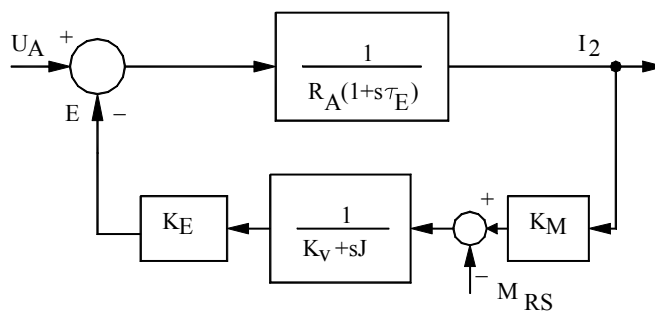 U_A
+
1
R_A(1+sτ_E)
I_2
E
−
K_E
1
K_v+sJ
+
K_M
−
M_RS